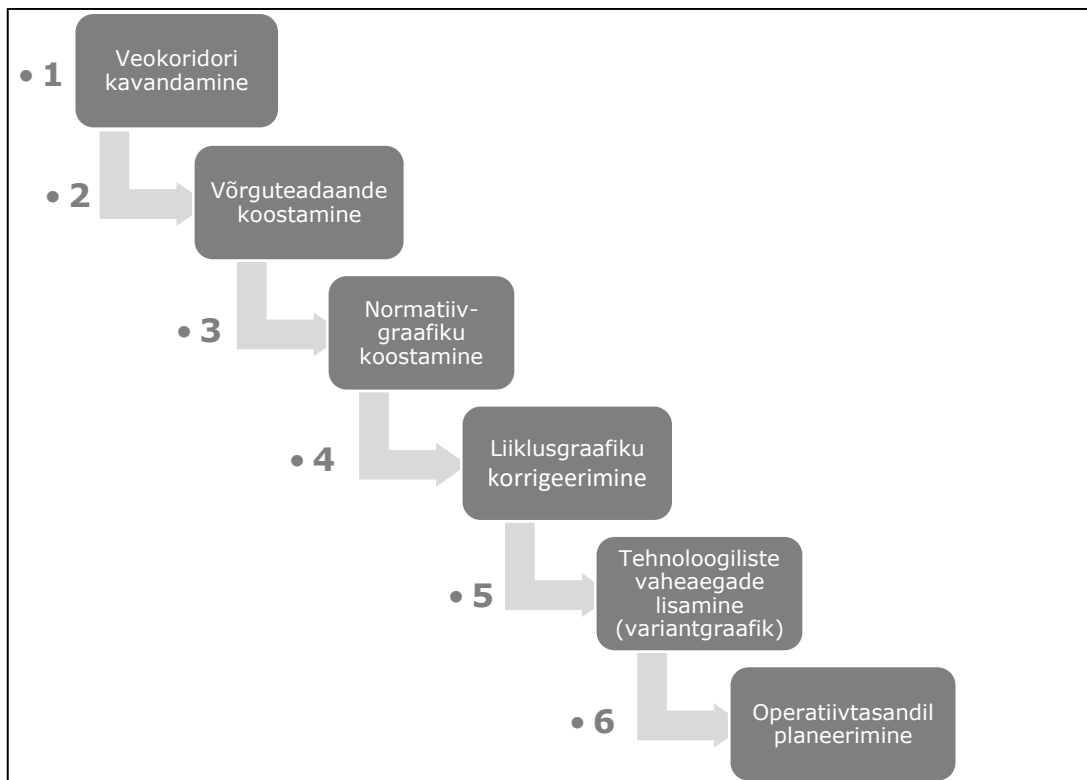 • 1
Veokoridori
kavandamine
• 2
Võrguteadaande
koostamine
• 3
Normatiiv-
graafiku
koostamine
• 4
Liiklusgraafiku
korrigeerimine
• 5
Tehnoloogiliste
vaheaegade
lisamine
(variantgraafik)
• 6
Operatiivtasandil
planeerimine